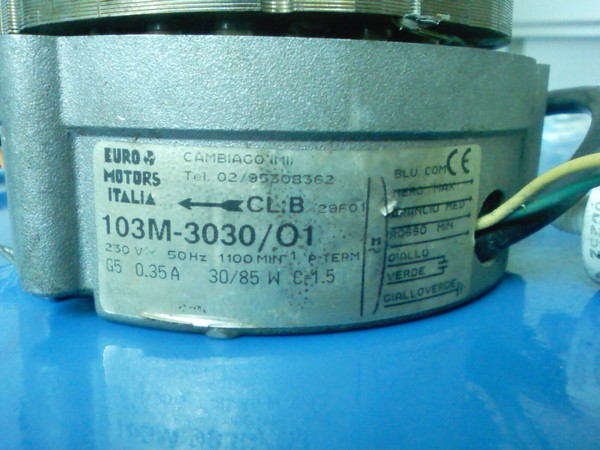 EURO MOTORS ITALIA
CAMBIAGO (MI)
Tel. 02/95308362
CL:B 29F01
103M-3030/01
230 V~ 50Hz 1100 MIN⁻¹ P-TERM
G5 0.35A 30/85 W C-1.5
M
CE
BLU COM
NERO MAX
ARANCIO MED
ROSSO MIN
GIALLO
VERDE
GIALLOVERDE